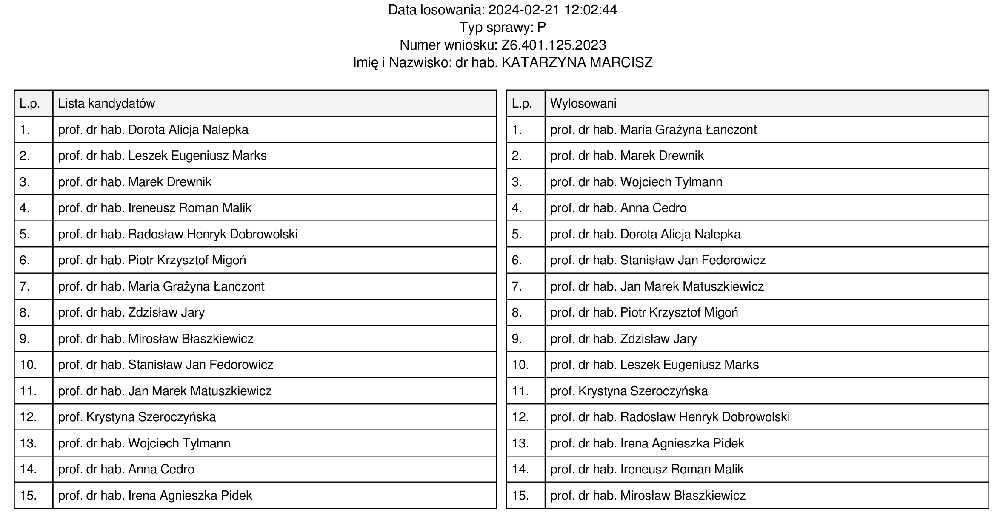 Data losowania: 2024-02-21 12:02:44
Typ sprawy: P
Numer wniosku: Z6.401.125.2023
Imię i Nazwisko: dr hab. KATARZYNA MARCISZ
L.p. Lista kandydatów
1. prof. dr hab. Dorota Alicja Nalepka
2. prof. dr hab. Leszek Eugeniusz Marks
3. prof. dr hab. Marek Drewnik
4. prof. dr hab. Ireneusz Roman Malik
5. prof. dr hab. Radosław Henryk Dobrowolski
6. prof. dr hab. Piotr Krzysztof Migoń
7. prof. dr hab. Maria Grażyna Łanczont
8. prof. dr hab. Zdzisław Jary
9. prof. dr hab. Mirosław Błaszkiewicz
10. prof. dr hab. Stanisław Jan Fedorowicz
11. prof. dr hab. Jan Marek Matuszkiewicz
12. prof. Krystyna Szeroczyńska
13. prof. dr hab. Wojciech Tylmann
14. prof. dr hab. Anna Cedro
15. prof. dr hab. Irena Agnieszka Pidek
L.p. Wylosowani
1. prof. dr hab. Maria Grażyna Łanczont
2. prof. dr hab. Marek Drewnik
3. prof. dr hab. Wojciech Tylmann
4. prof. dr hab. Anna Cedro
5. prof. dr hab. Dorota Alicja Nalepka
6. prof. dr hab. Stanisław Jan Fedorowicz
7. prof. dr hab. Jan Marek Matuszkiewicz
8. prof. dr hab. Piotr Krzysztof Migoń
9. prof. dr hab. Zdzisław Jary
10. prof. dr hab. Leszek Eugeniusz Marks
11. prof. Krystyna Szeroczyńska
12. prof. dr hab. Radosław Henryk Dobrowolski
13. prof. dr hab. Irena Agnieszka Pidek
14. prof. dr hab. Ireneusz Roman Malik
15. prof. dr hab. Mirosław Błaszkiewicz